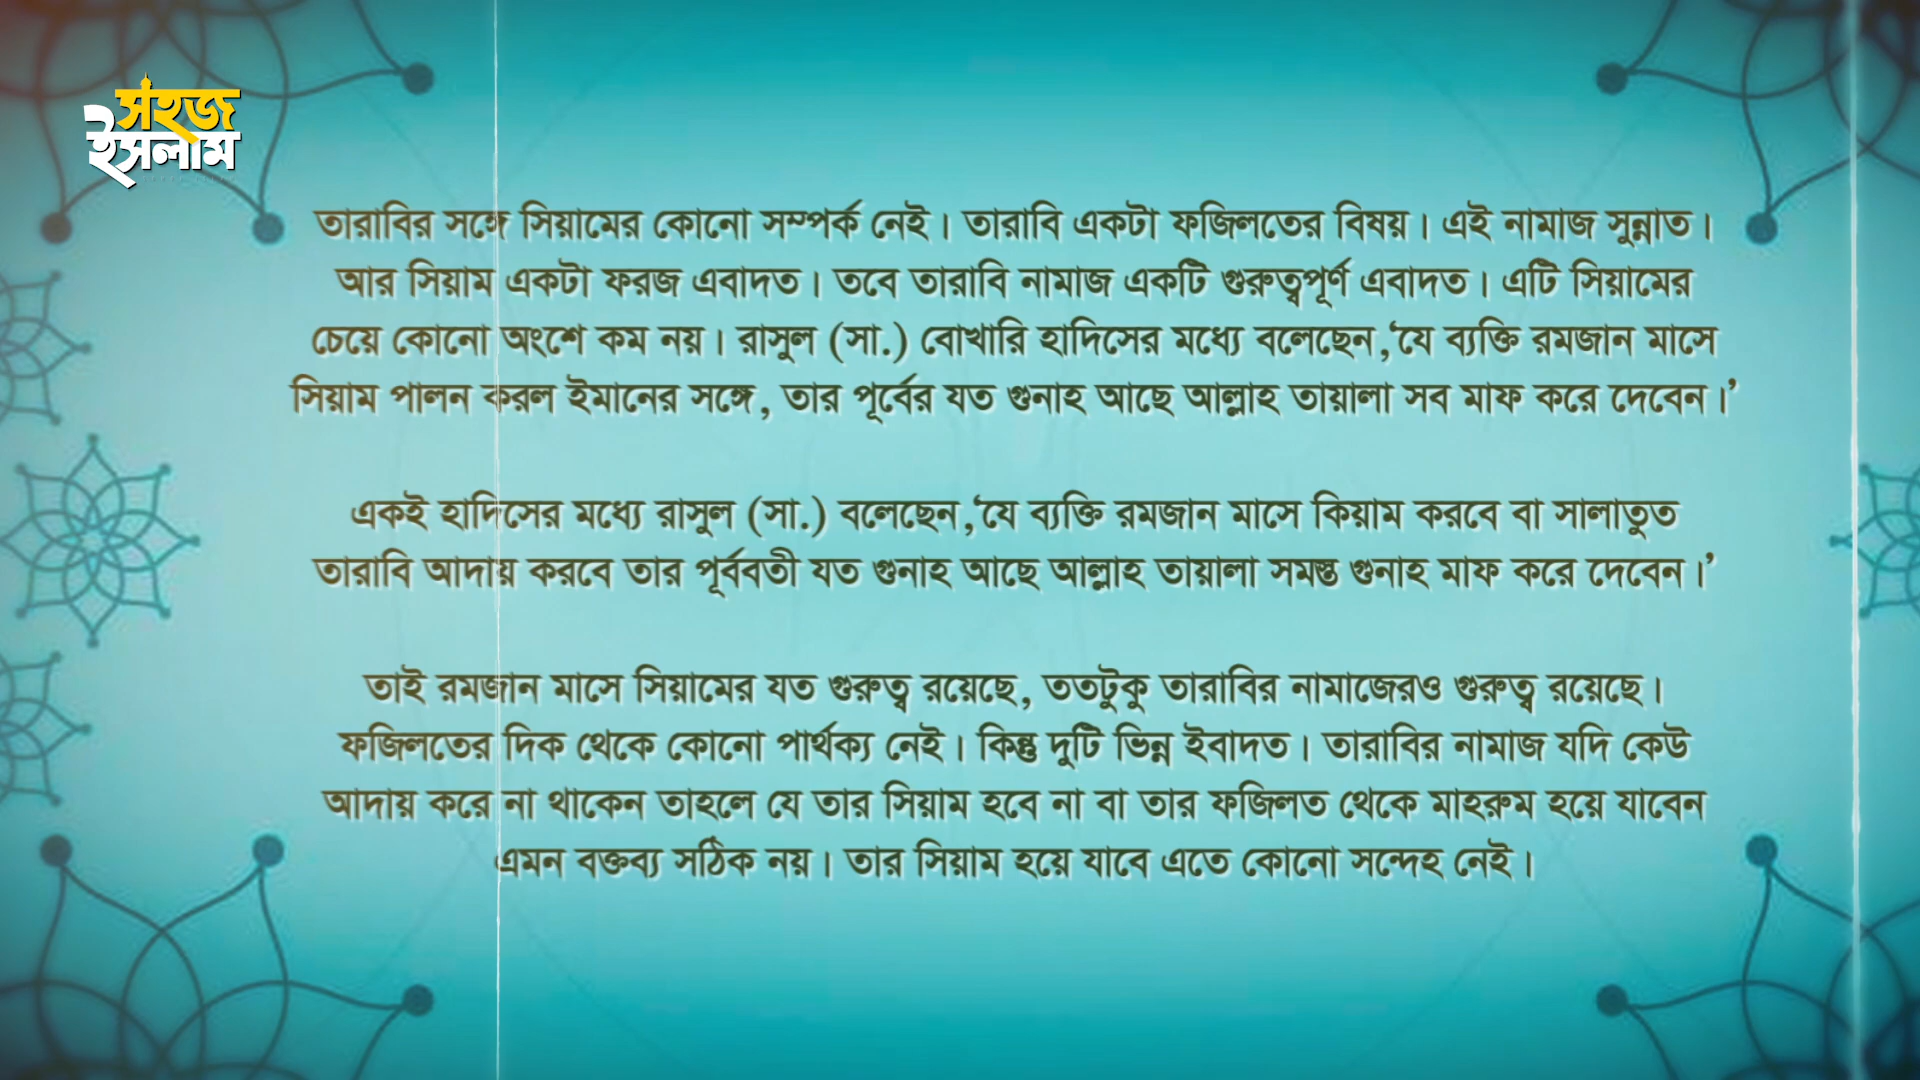 সহজ
ইসলাম
তারাবির সঙ্গে সিয়ামের কোনো সম্পর্ক নেই। তারাবি একটা ফজিলতের বিষয়। এই নামাজ সুন্নাত।
আর সিয়াম একটা ফরজ এবাদত। তবে তারাবি নামাজ একটি গুরুত্বপূর্ণ এবাদত। এটি সিয়ামের
চেয়ে কোনো অংশে কম নয়। রাসুল (সা.) বোখারি হাদিসের মধ্যে বলেছেন,‘যে ব্যক্তি রমজান মাসে
সিয়াম পালন করল ইমানের সঙ্গে, তার পূর্বের যত গুনাহ আছে আল্লাহ তায়ালা সব মাফ করে দেবেন।’
একই হাদিসের মধ্যে রাসুল (সা.) বলেছেন,‘যে ব্যক্তি রমজান মাসে কিয়াম করবে বা সালাতুত
তারাবি আদায় করবে তার পূর্ববতী যত গুনাহ আছে আল্লাহ তায়ালা সমস্ত গুনাহ মাফ করে দেবেন।’
তাই রমজান মাসে সিয়ামের যত গুরুত্ব রয়েছে, ততটুকু তারাবির নামাজেরও গুরুত্ব রয়েছে।
ফজিলতের দিক থেকে কোনো পার্থক্য নেই। কিন্তু দুটি ভিন্ন ইবাদত। তারাবির নামাজ যদি কেউ
আদায় করে না থাকেন তাহলে যে তার সিয়াম হবে না বা তার ফজিলত থেকে মাহরুম হয়ে যাবেন
এমন বক্তব্য সঠিক নয়। তার সিয়াম হয়ে যাবে এতে কোনো সন্দেহ নেই।